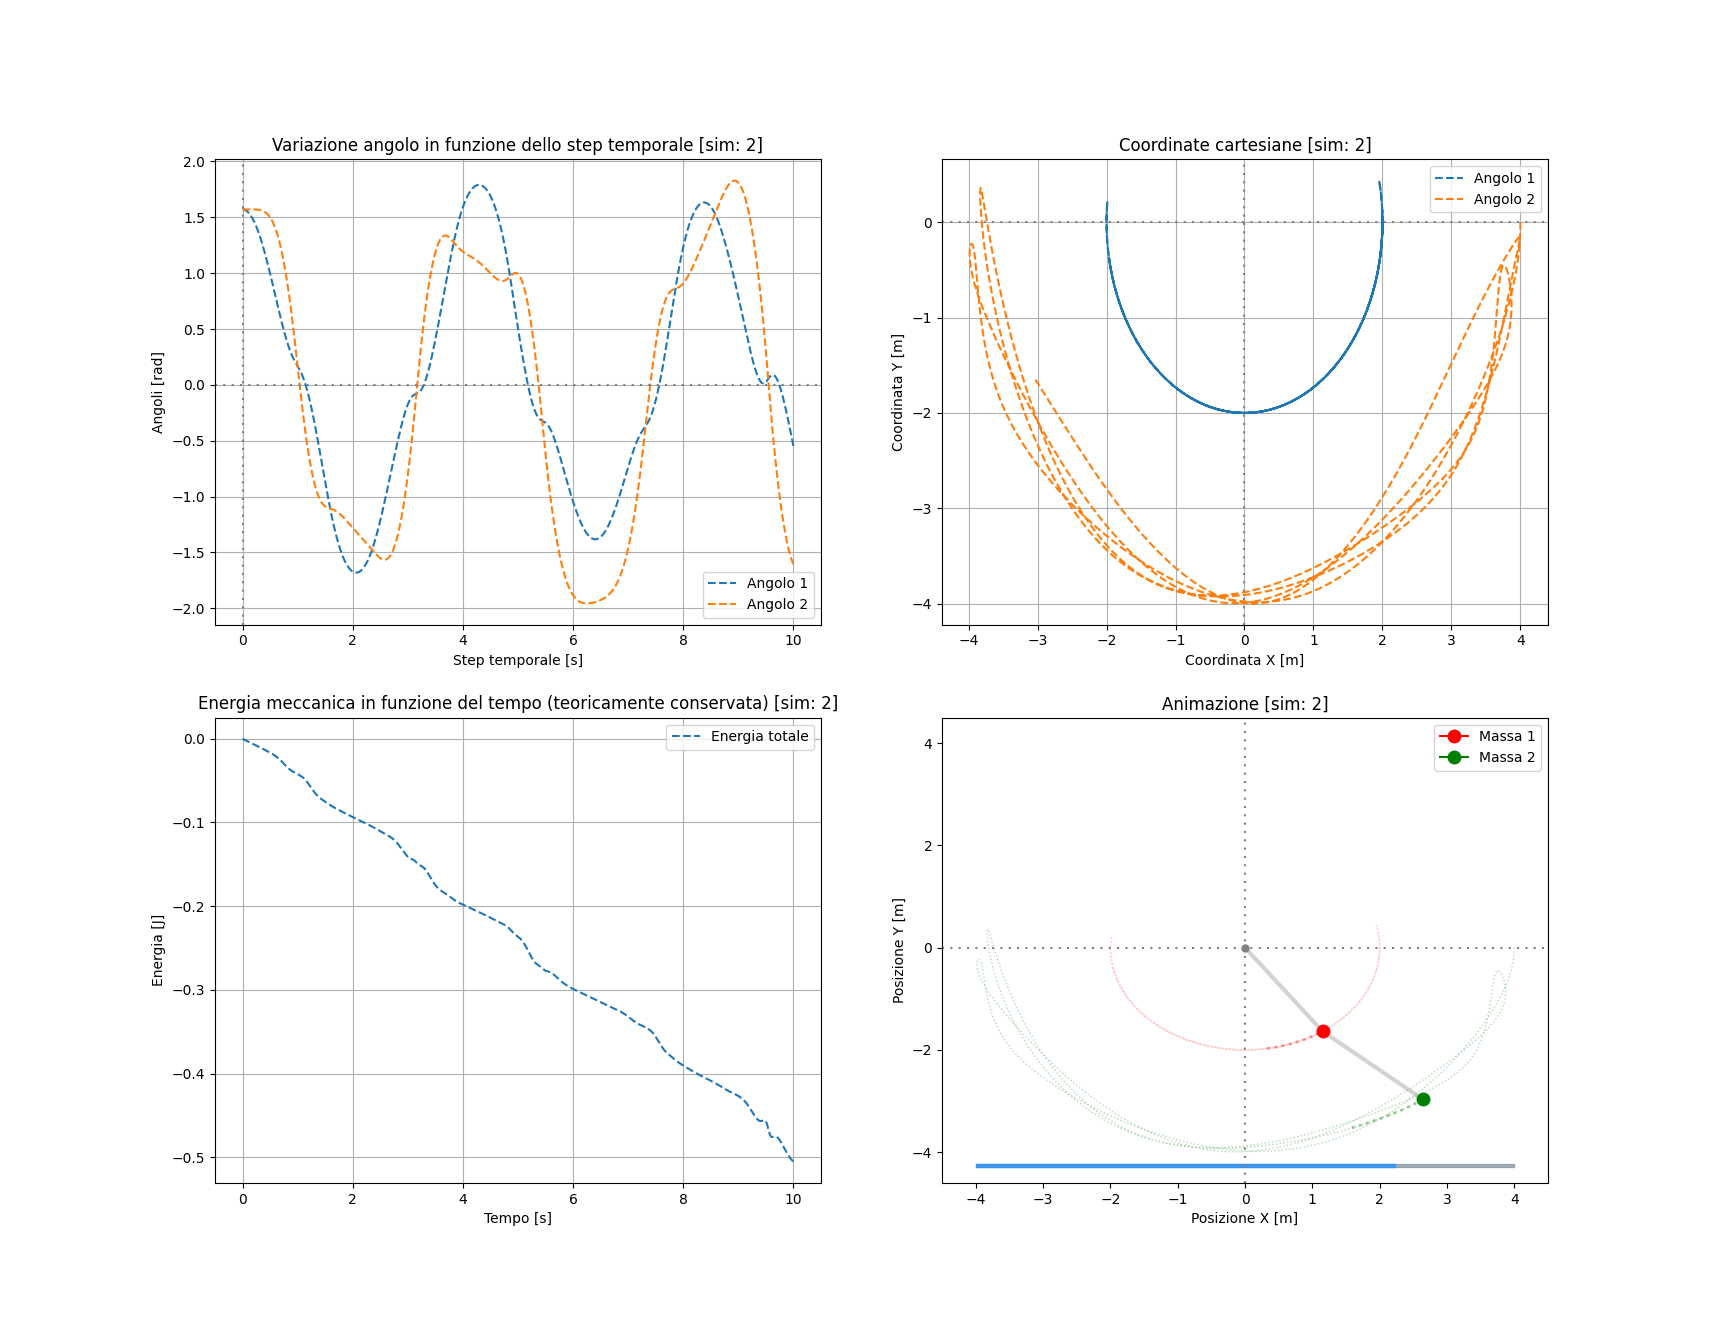 Variazione angolo in funzione dello step temporale [sim: 2]
2.0
1.5
1.0
0.5
0.0
−0.5
−1.0
−1.5
−2.0
Angoli [rad]
Angolo 1
Angolo 2
0 2 4 6 8 10
Step temporale [s]
Coordinate cartesiane [sim: 2]
Angolo 1
Angolo 2
0
−1
−2
−3
−4
Coordinata Y [m]
−4 −3 −2 −1 0 1 2 3 4
Coordinata X [m]
Energia meccanica in funzione del tempo (teoricamente conservata) [sim: 2]
Energia totale
0.0
−0.1
−0.2
−0.3
−0.4
−0.5
Energia [J]
0 2 4 6 8 10
Tempo [s]
Animazione [sim: 2]
Massa 1
Massa 2
4
2
0
−2
−4
Posizione Y [m]
−4 −3 −2 −1 0 1 2 3 4
Posizione X [m]